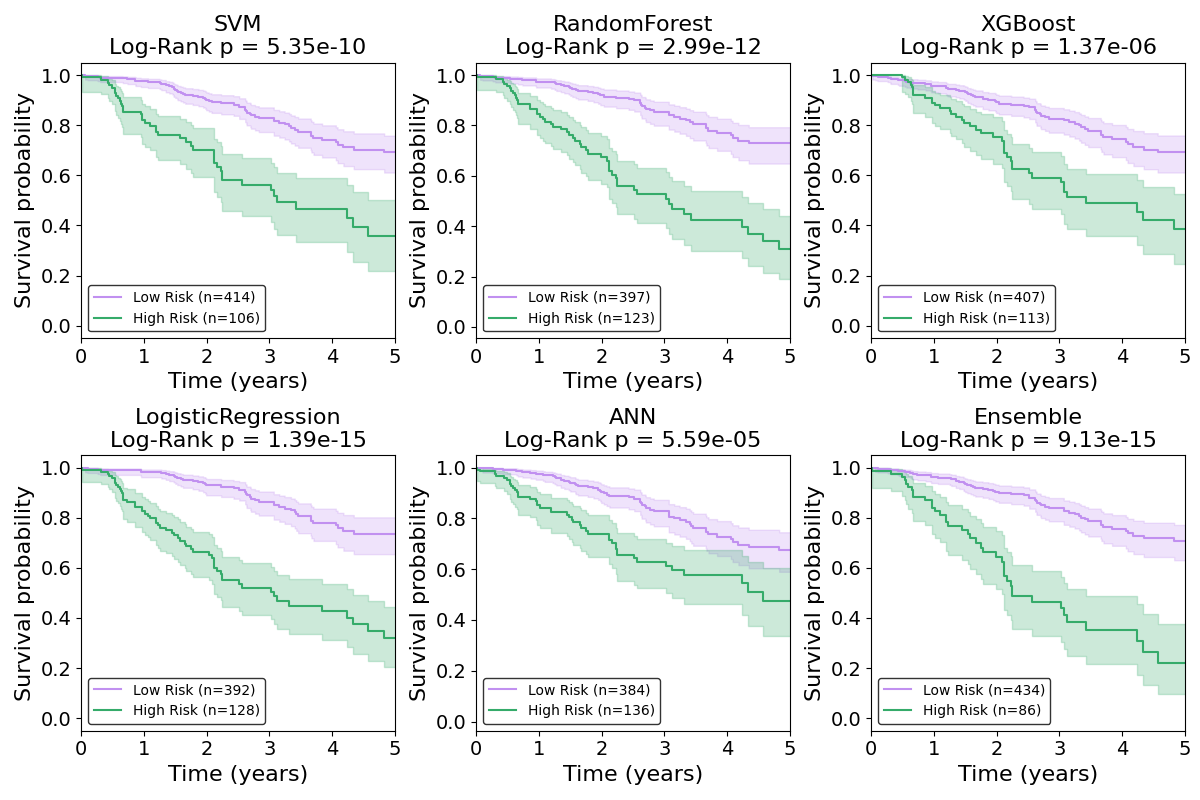 SVM
Log-Rank p = 5.35e-10
Survival probability
1.0
0.8
0.6
0.4
0.2
0.0
Low Risk (n=414)
High Risk (n=106)
0 1 2 3 4 5
Time (years)
RandomForest
Log-Rank p = 2.99e-12
Survival probability
1.0
0.8
0.6
0.4
0.2
0.0
Low Risk (n=397)
High Risk (n=123)
0 1 2 3 4 5
Time (years)
XGBoost
Log-Rank p = 1.37e-06
Survival probability
1.0
0.8
0.6
0.4
0.2
0.0
Low Risk (n=407)
High Risk (n=113)
0 1 2 3 4 5
Time (years)
LogisticRegression
Log-Rank p = 1.39e-15
Survival probability
1.0
0.8
0.6
0.4
0.2
0.0
Low Risk (n=392)
High Risk (n=128)
0 1 2 3 4 5
Time (years)
ANN
Log-Rank p = 5.59e-05
Survival probability
1.0
0.8
0.6
0.4
0.2
0.0
Low Risk (n=384)
High Risk (n=136)
0 1 2 3 4 5
Time (years)
Ensemble
Log-Rank p = 9.13e-15
Survival probability
1.0
0.8
0.6
0.4
0.2
0.0
Low Risk (n=434)
High Risk (n=86)
0 1 2 3 4 5
Time (years)